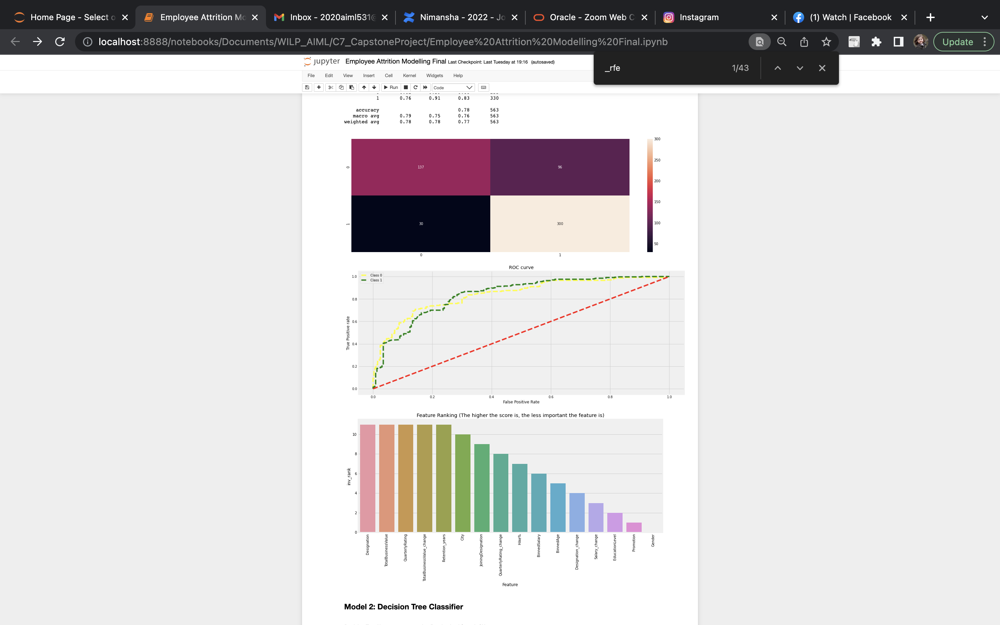 Home Page - Select o
Employee Attrition Mo
Inbox - 2020aiml531@
Nimansha - 2022 - Jo
Oracle - Zoom Web C
Instagram
(1) Watch | Facebook
localhost:8888/notebooks/Documents/WILP_AIML/C7_CapstoneProject/Employee%20Attrition%20Modelling%20Final.ipynb
Update
_rfe 1/43
jupyter Employee Attrition Modelling Final Last Checkpoint: Last Tuesday at 19:16 (autosaved)
File Edit View Insert Cell Kernel Widgets Help
Run Code
1 0.76 0.91 0.83 330
accuracy 0.78 563
macro avg 0.79 0.75 0.76 563
weighted avg 0.78 0.78 0.77 563
300
250
200
150
100
50
0
137 96
1
30 300
0 1
ROC curve
Class 0
Class 1
True Positive rate
1.0
0.8
0.6
0.4
0.2
0.0
0.0 0.2 0.4 0.6 0.8 1.0
False Positive Rate
Feature Ranking (The higher the score is, the less important the feature is)
inv_rank
10
8
6
4
2
0
Designation
TotalBusinessValue
QuarterlyRating
TotalBusinessValue_change
Retention_years
City
JoiningDesignation
QuarterlyRating_change
Hike%
BinnedSalary
BinnedAge
Designation_change
Salary_change
EducationLevel
Promotion
Gender
Feature
Model 2: Decision Tree Classifier